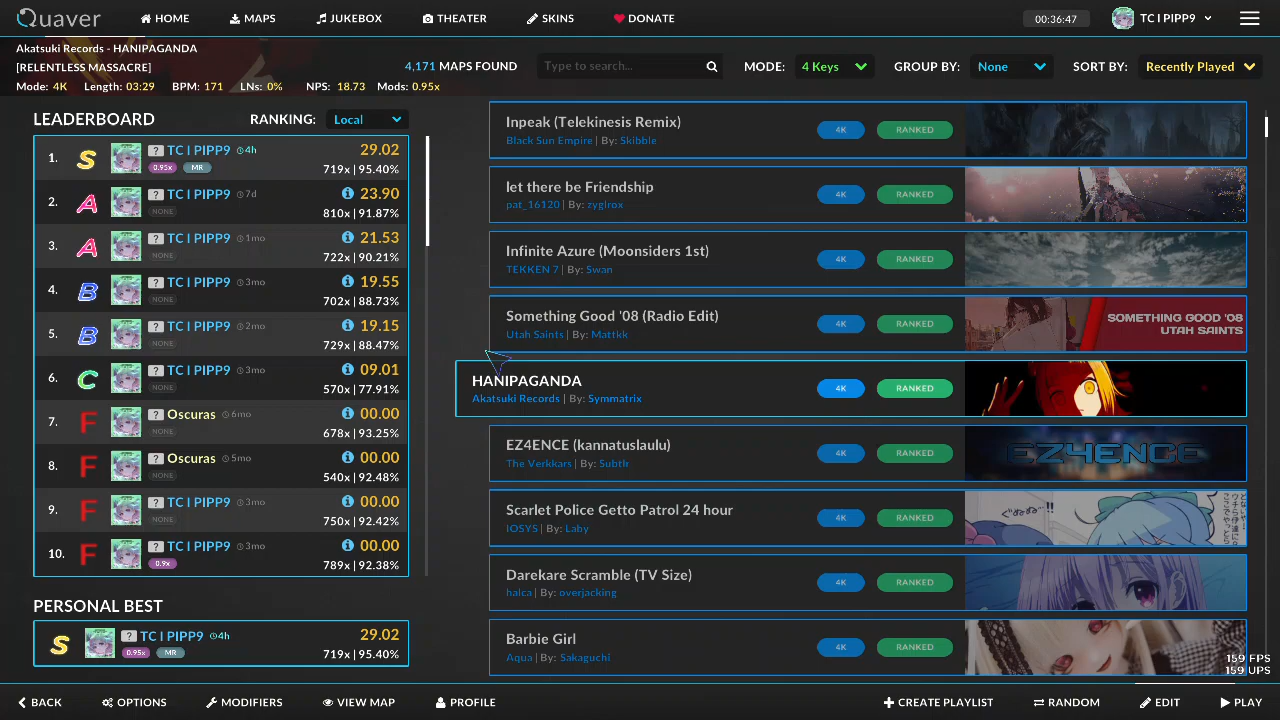 Quaver
HOME
MAPS
JUKEBOX
THEATER
SKINS
DONATE
00:36:47
TC I PIPP9
Akatsuki Records - HANIPAGANDA
[RELENTLESS MASSACRE]
Mode: 4K Length: 03:29 BPM: 171 LNs: 0% NPS: 18.73 Mods: 0.95x
4,171 MAPS FOUND
Type to search...
MODE: 4 Keys
GROUP BY: None
SORT BY: Recently Played
LEADERBOARD
RANKING: Local
1. S ? TC I PIPP9 4h 29.02
0.95x MR 719x | 95.40%
2. A ? TC I PIPP9 7d 23.90
NONE 810x | 91.87%
3. A ? TC I PIPP9 1mo 21.53
NONE 722x | 90.21%
4. B ? TC I PIPP9 3mo 19.55
NONE 702x | 88.73%
5. B ? TC I PIPP9 2mo 19.15
NONE 729x | 88.47%
6. C ? TC I PIPP9 3mo 09.01
NONE 570x | 77.91%
7. F ? Oscuras 6mo 00.00
NONE 678x | 93.25%
8. F ? Oscuras 5mo 00.00
NONE 540x | 92.48%
9. F ? TC I PIPP9 3mo 00.00
NONE 750x | 92.42%
10. F ? TC I PIPP9 3mo 00.00
0.9x 789x | 92.38%
PERSONAL BEST
S ? TC I PIPP9 4h 29.02
0.95x MR 719x | 95.40%
Inpeak (Telekinesis Remix)
Black Sun Empire | By: Skibble
4K RANKED
let there be Friendship
pat_16120 | By: zyglrox
4K RANKED
Infinite Azure (Moonsiders 1st)
TEKKEN 7 | By: Swan
4K RANKED
Something Good '08 (Radio Edit)
Utah Saints | By: Mattkk
4K RANKED
SOMETHING GOOD '08
UTAH SAINTS
HANIPAGANDA
Akatsuki Records | By: Symmatrix
4K RANKED
EZ4ENCE (kannatuslaulu)
The Verkkars | By: Subtlr
4K RANKED
EZ4ENCE
Scarlet Police Getto Patrol 24 hour
IOSYS | By: Laby
4K RANKED
ぐぬぬ…!!
Darekare Scramble (TV Size)
halca | By: overjacking
4K RANKED
Barbie Girl
Aqua | By: Sakaguchi
4K RANKED
159 FPS
159 UPS
BACK
OPTIONS
MODIFIERS
VIEW MAP
PROFILE
CREATE PLAYLIST
RANDOM
EDIT
PLAY